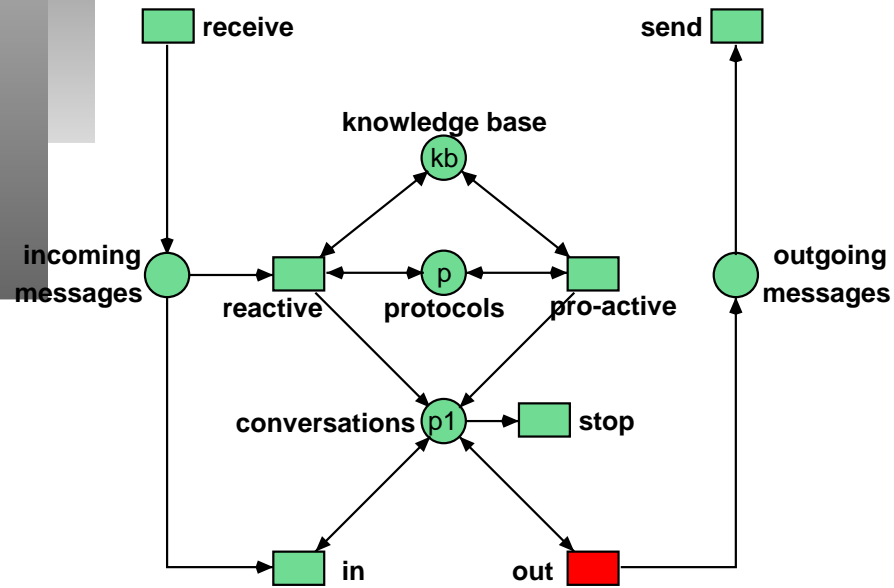 receive
send
knowledge base
kb
incoming
messages
outgoing
messages
p
reactive
protocols
pro-active
conversations
p1
stop
in
out